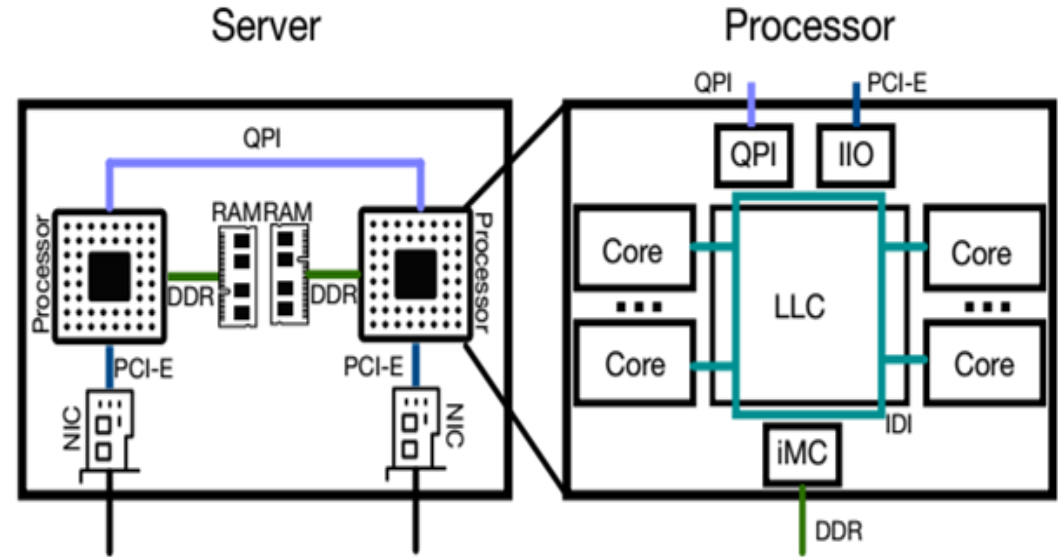 Server
QPI
Processor
RAM
RAM
Processor
DDR
DDR
PCI-E
PCI-E
NIC
NIC
Processor
QPI
PCI-E
QPI
IIO
Core
Core
LLC
Core
Core
IDI
iMC
DDR